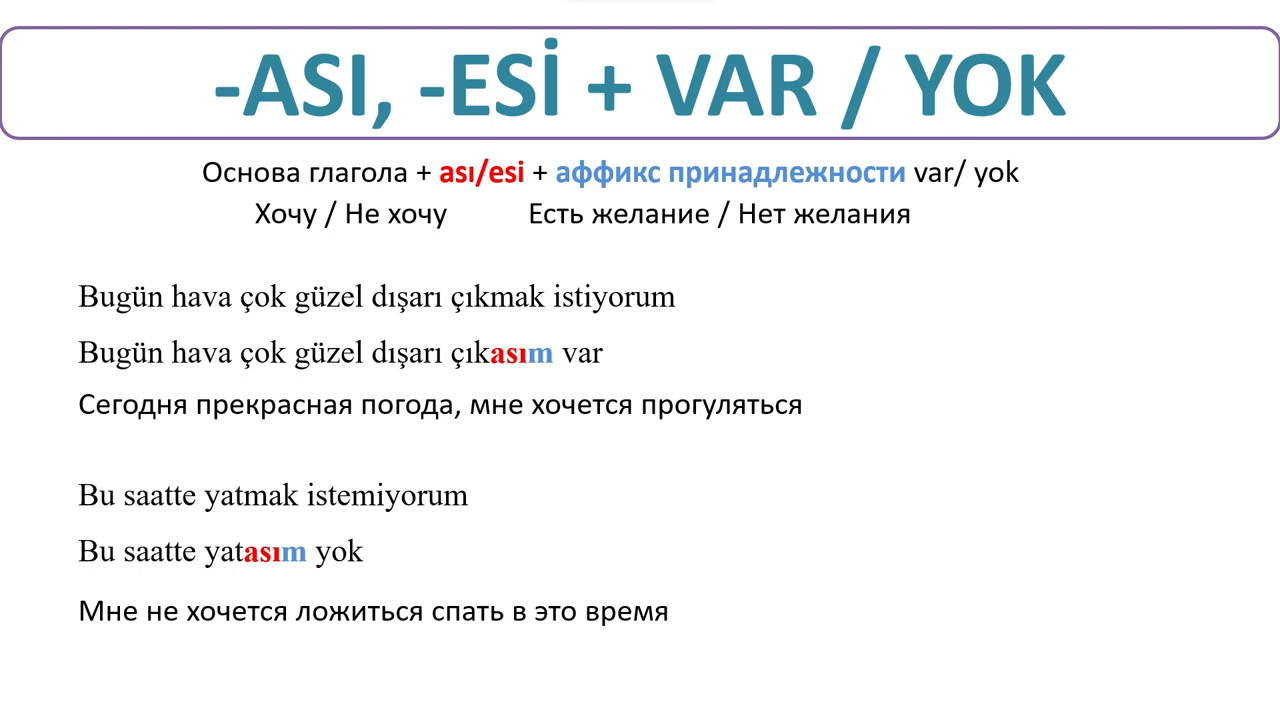 -ASI, -ESİ + VAR / YOK
Основа глагола + ası/esi + аффикс принадлежности var/ yok
Хочу / Не хочу Есть желание / Нет желания
Bugün hava çok güzel dışarı çıkmak istiyorum
Bugün hava çok güzel dışarı çıkasım var
Сегодня прекрасная погода, мне хочется прогуляться
Bu saatte yatmak istemiyorum
Bu saatte yatasım yok
Мне не хочется ложиться спать в это время